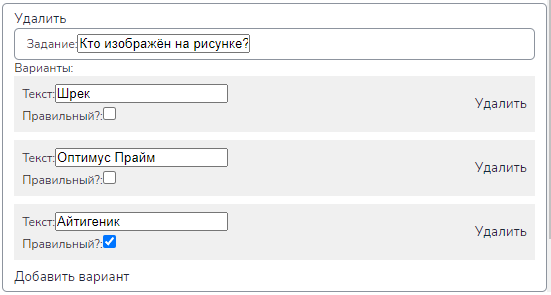 Удалить
Задание:Кто изображён на рисунке?
Варианты:
Текст:Шрек
Правильный?:
Удалить
Текст:Оптимус Прайм
Правильный?:
Удалить
Текст:Айтигеник
Правильный?:
Удалить
Добавить вариант